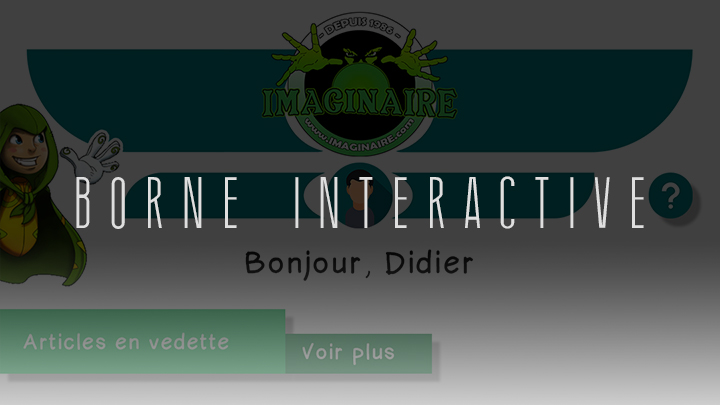 - DEPUIS 1986 -
IMAGINAIRE
www.IMAGINAIRE.com
BORNE INTERACTIVE
?
Bonjour, Didier
Articles en vedette
Voir plus